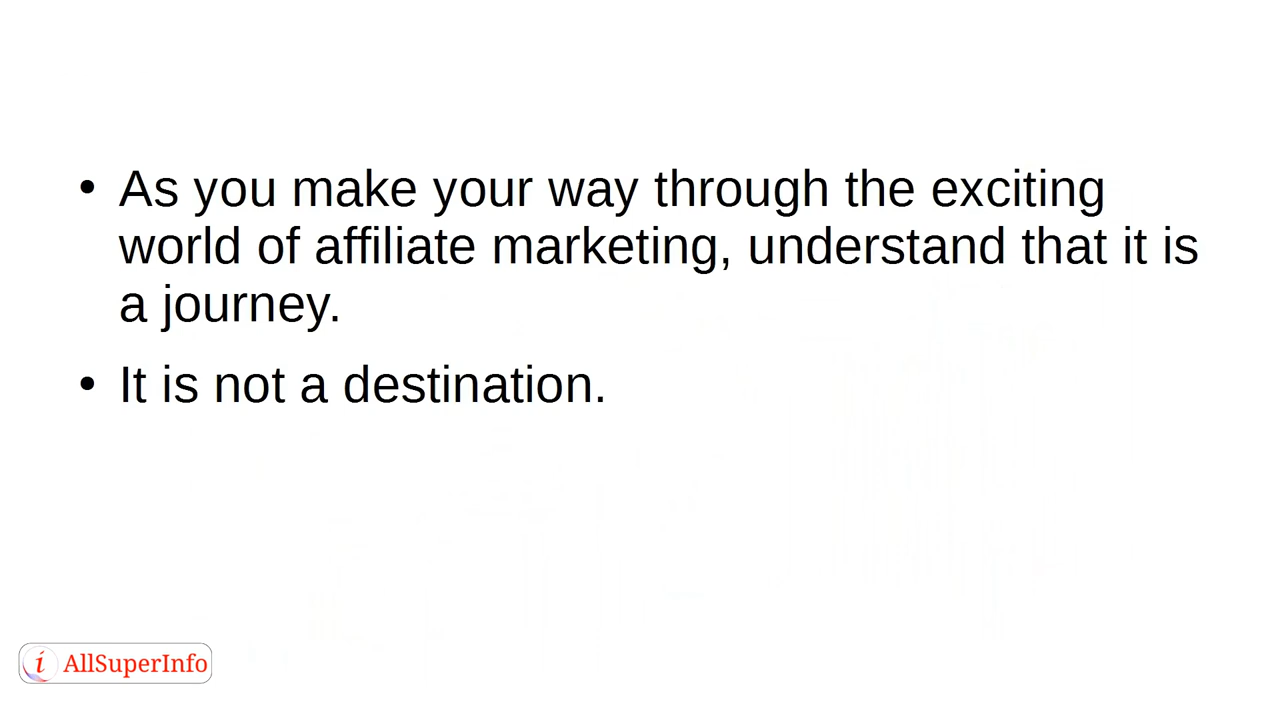 • As you make your way through the exciting
world of affiliate marketing, understand that it is
a journey.
• It is not a destination.
i AllSuperInfo